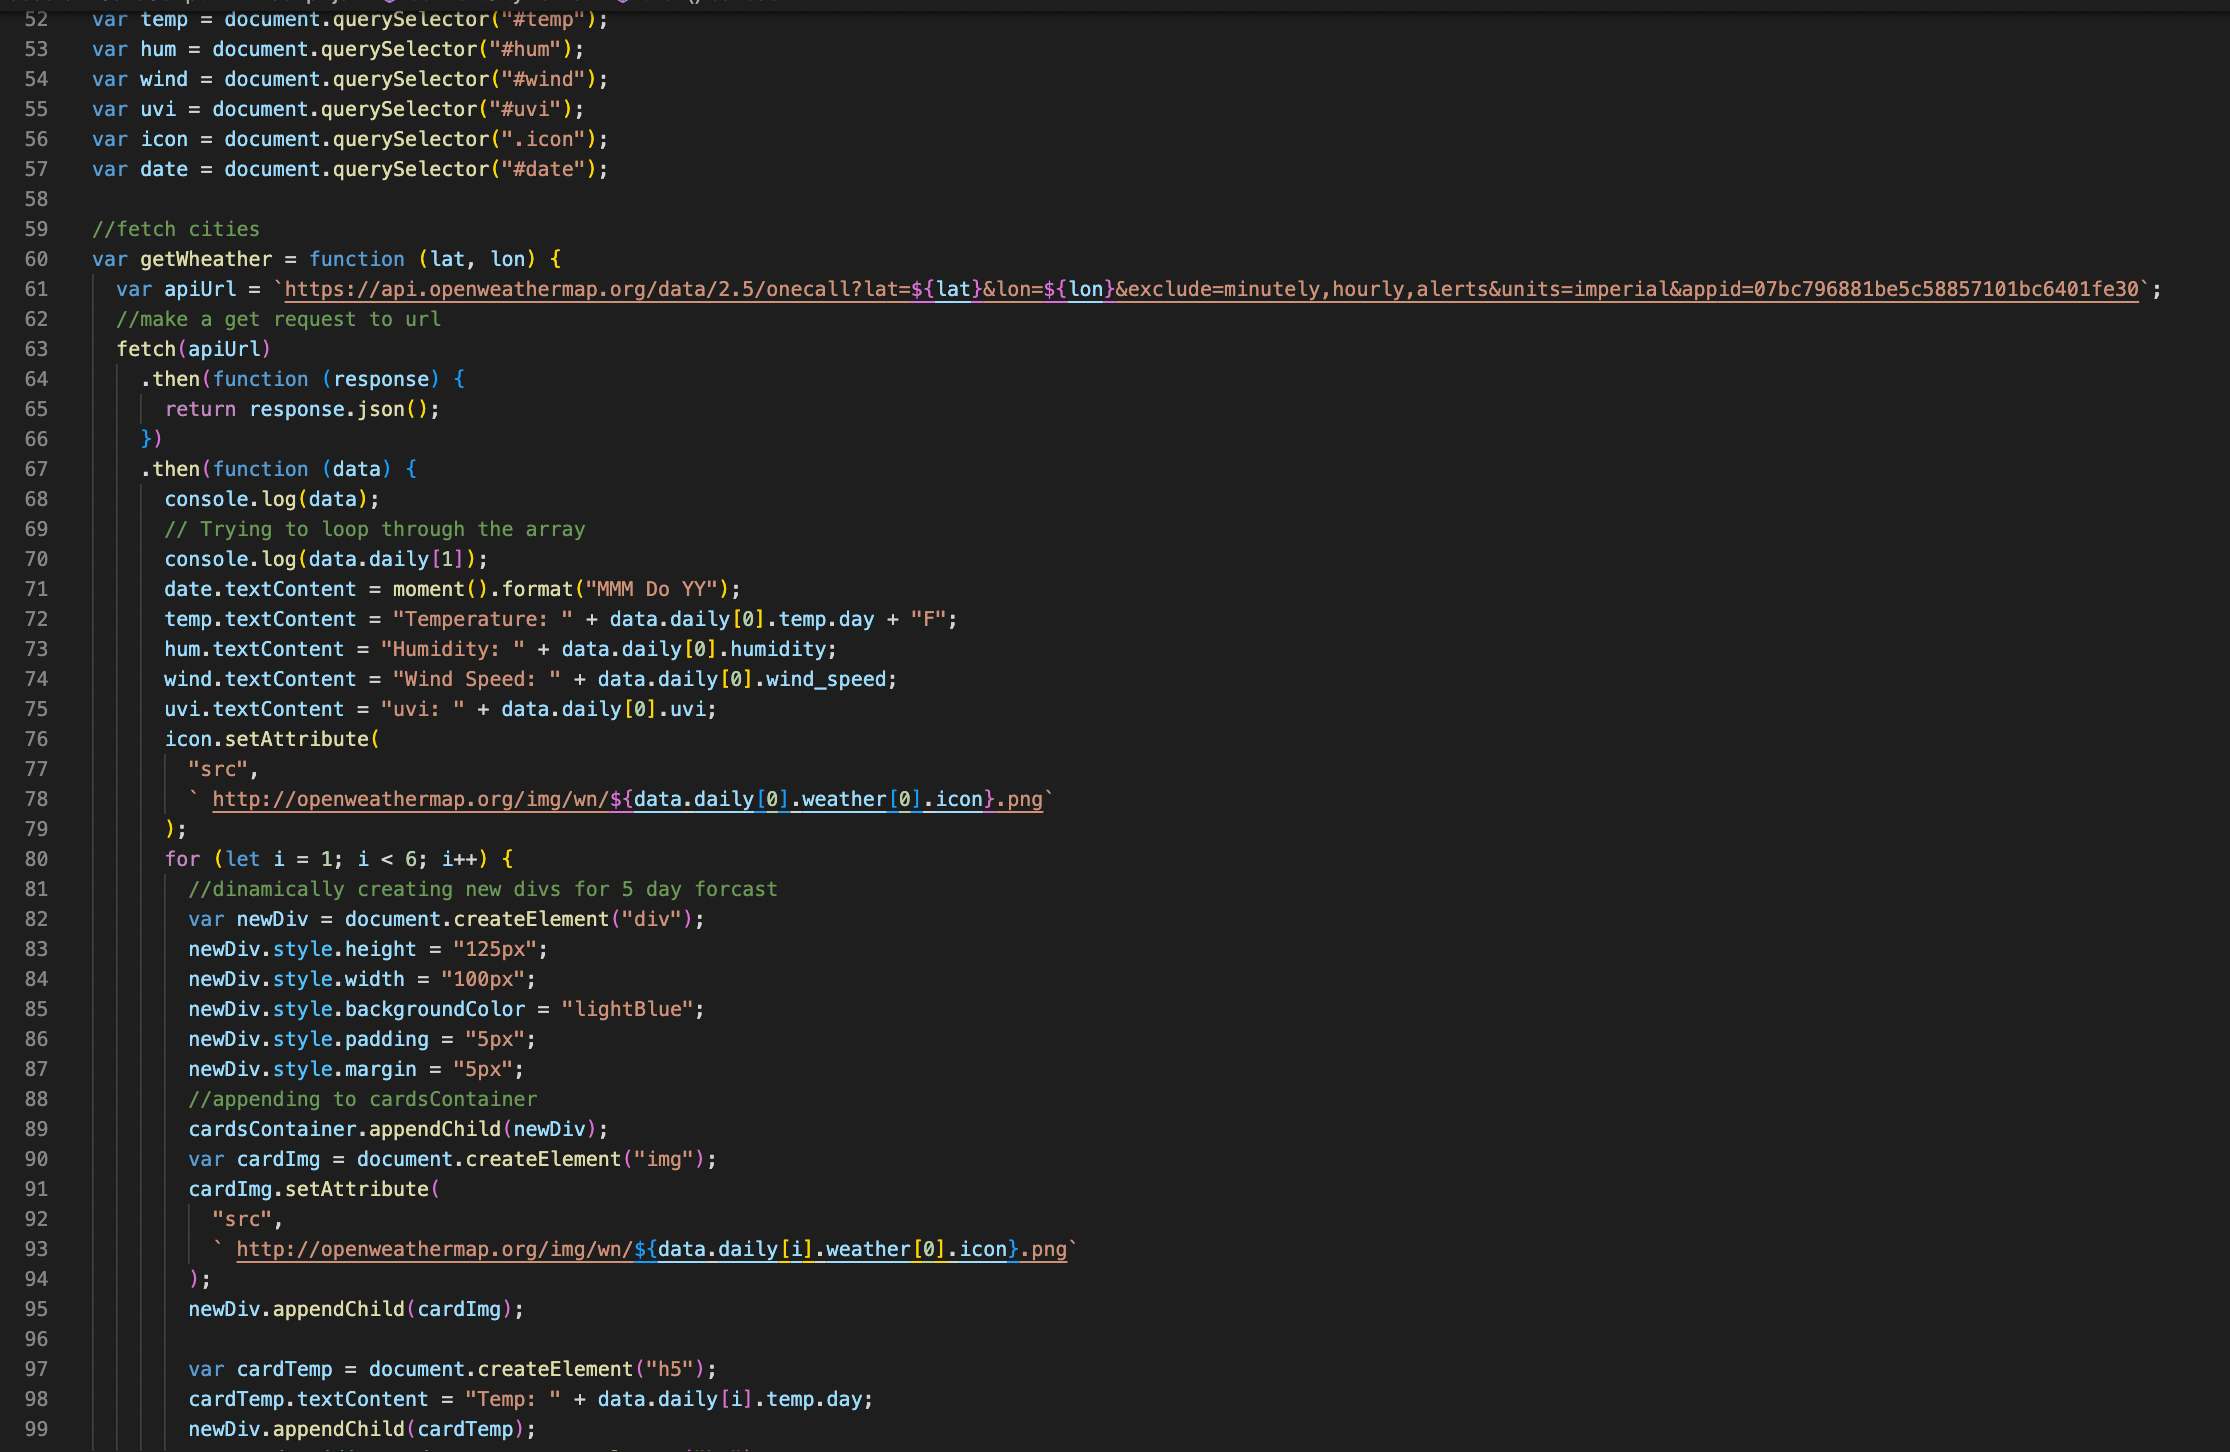 52 var temp = document.querySelector("#temp");
53 var hum = document.querySelector("#hum");
54 var wind = document.querySelector("#wind");
55 var uvi = document.querySelector("#uvi");
56 var icon = document.querySelector(".icon");
57 var date = document.querySelector("#date");
58
59 //fetch cities
60 var getWheather = function (lat, lon) {
61 var apiUrl = `https://api.openweathermap.org/data/2.5/onecall?lat=${lat}&lon=${lon}&exclude=minutely,hourly,alerts&units=imperial&appid=07bc796881be5c58857101bc6401fe30`;
62 //make a get request to url
63 fetch(apiUrl)
64 .then(function (response) {
65 return response.json();
66 })
67 .then(function (data) {
68 console.log(data);
69 // Trying to loop through the array
70 console.log(data.daily[1]);
71 date.textContent = moment().format("MMM Do YY");
72 temp.textContent = "Temperature: " + data.daily[0].temp.day + "F";
73 hum.textContent = "Humidity: " + data.daily[0].humidity;
74 wind.textContent = "Wind Speed: " + data.daily[0].wind_speed;
75 uvi.textContent = "uvi: " + data.daily[0].uvi;
76 icon.setAttribute(
77 "src",
78 ` http://openweathermap.org/img/wn/${data.daily[0].weather[0].icon}.png`
79 );
80 for (let i = 1; i < 6; i++) {
81 //dinamically creating new divs for 5 day forcast
82 var newDiv = document.createElement("div");
83 newDiv.style.height = "125px";
84 newDiv.style.width = "100px";
85 newDiv.style.backgroundColor = "lightBlue";
86 newDiv.style.padding = "5px";
87 newDiv.style.margin = "5px";
88 //appending to cardsContainer
89 cardsContainer.appendChild(newDiv);
90 var cardImg = document.createElement("img");
91 cardImg.setAttribute(
92 "src",
93 ` http://openweathermap.org/img/wn/${data.daily[i].weather[0].icon}.png`
94 );
95 newDiv.appendChild(cardImg);
96
97 var cardTemp = document.createElement("h5");
98 cardTemp.textContent = "Temp: " + data.daily[i].temp.day;
99 newDiv.appendChild(cardTemp);